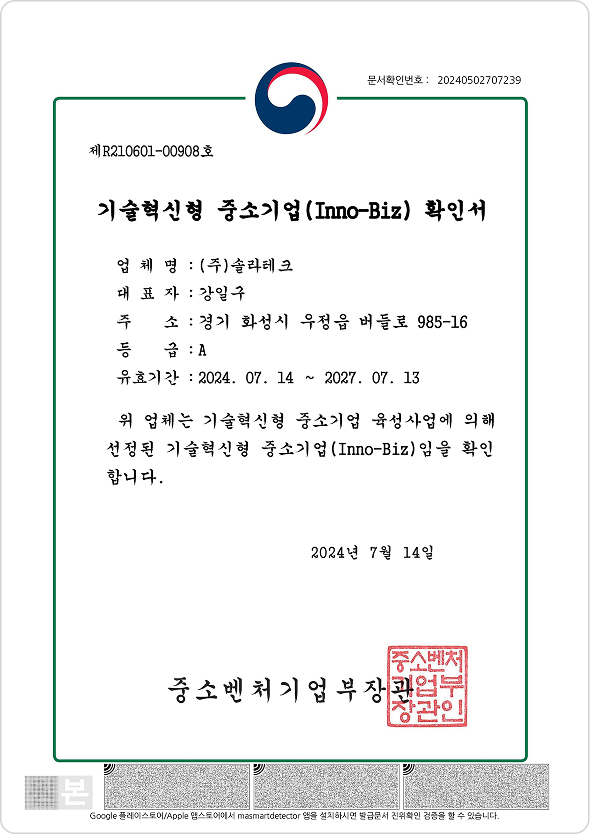 문서확인번호 : 20240502707239
제R210601-00908호
기술혁신형 중소기업(Inno-Biz) 확인서
업 체 명 : (주)솔라테크
대 표 자 : 강일구
주 소 : 경기 화성시 우정읍 버들로 985-16
등 급 : A
유효기간 : 2024. 07. 14 ~ 2027. 07. 13
위 업체는 기술혁신형 중소기업 육성사업에 의해
선정된 기술혁신형 중소기업(Inno-Biz)임을 확인
합니다.
2024년 7월 14일
중소벤처기업부장관
중소벤처
기업부
장관인
본
Google 플레이스토어/Apple 앱스토어에서 masmartdetector 앱을 설치하시면 발급문서 진위확인 검증을 할 수 있습니다.